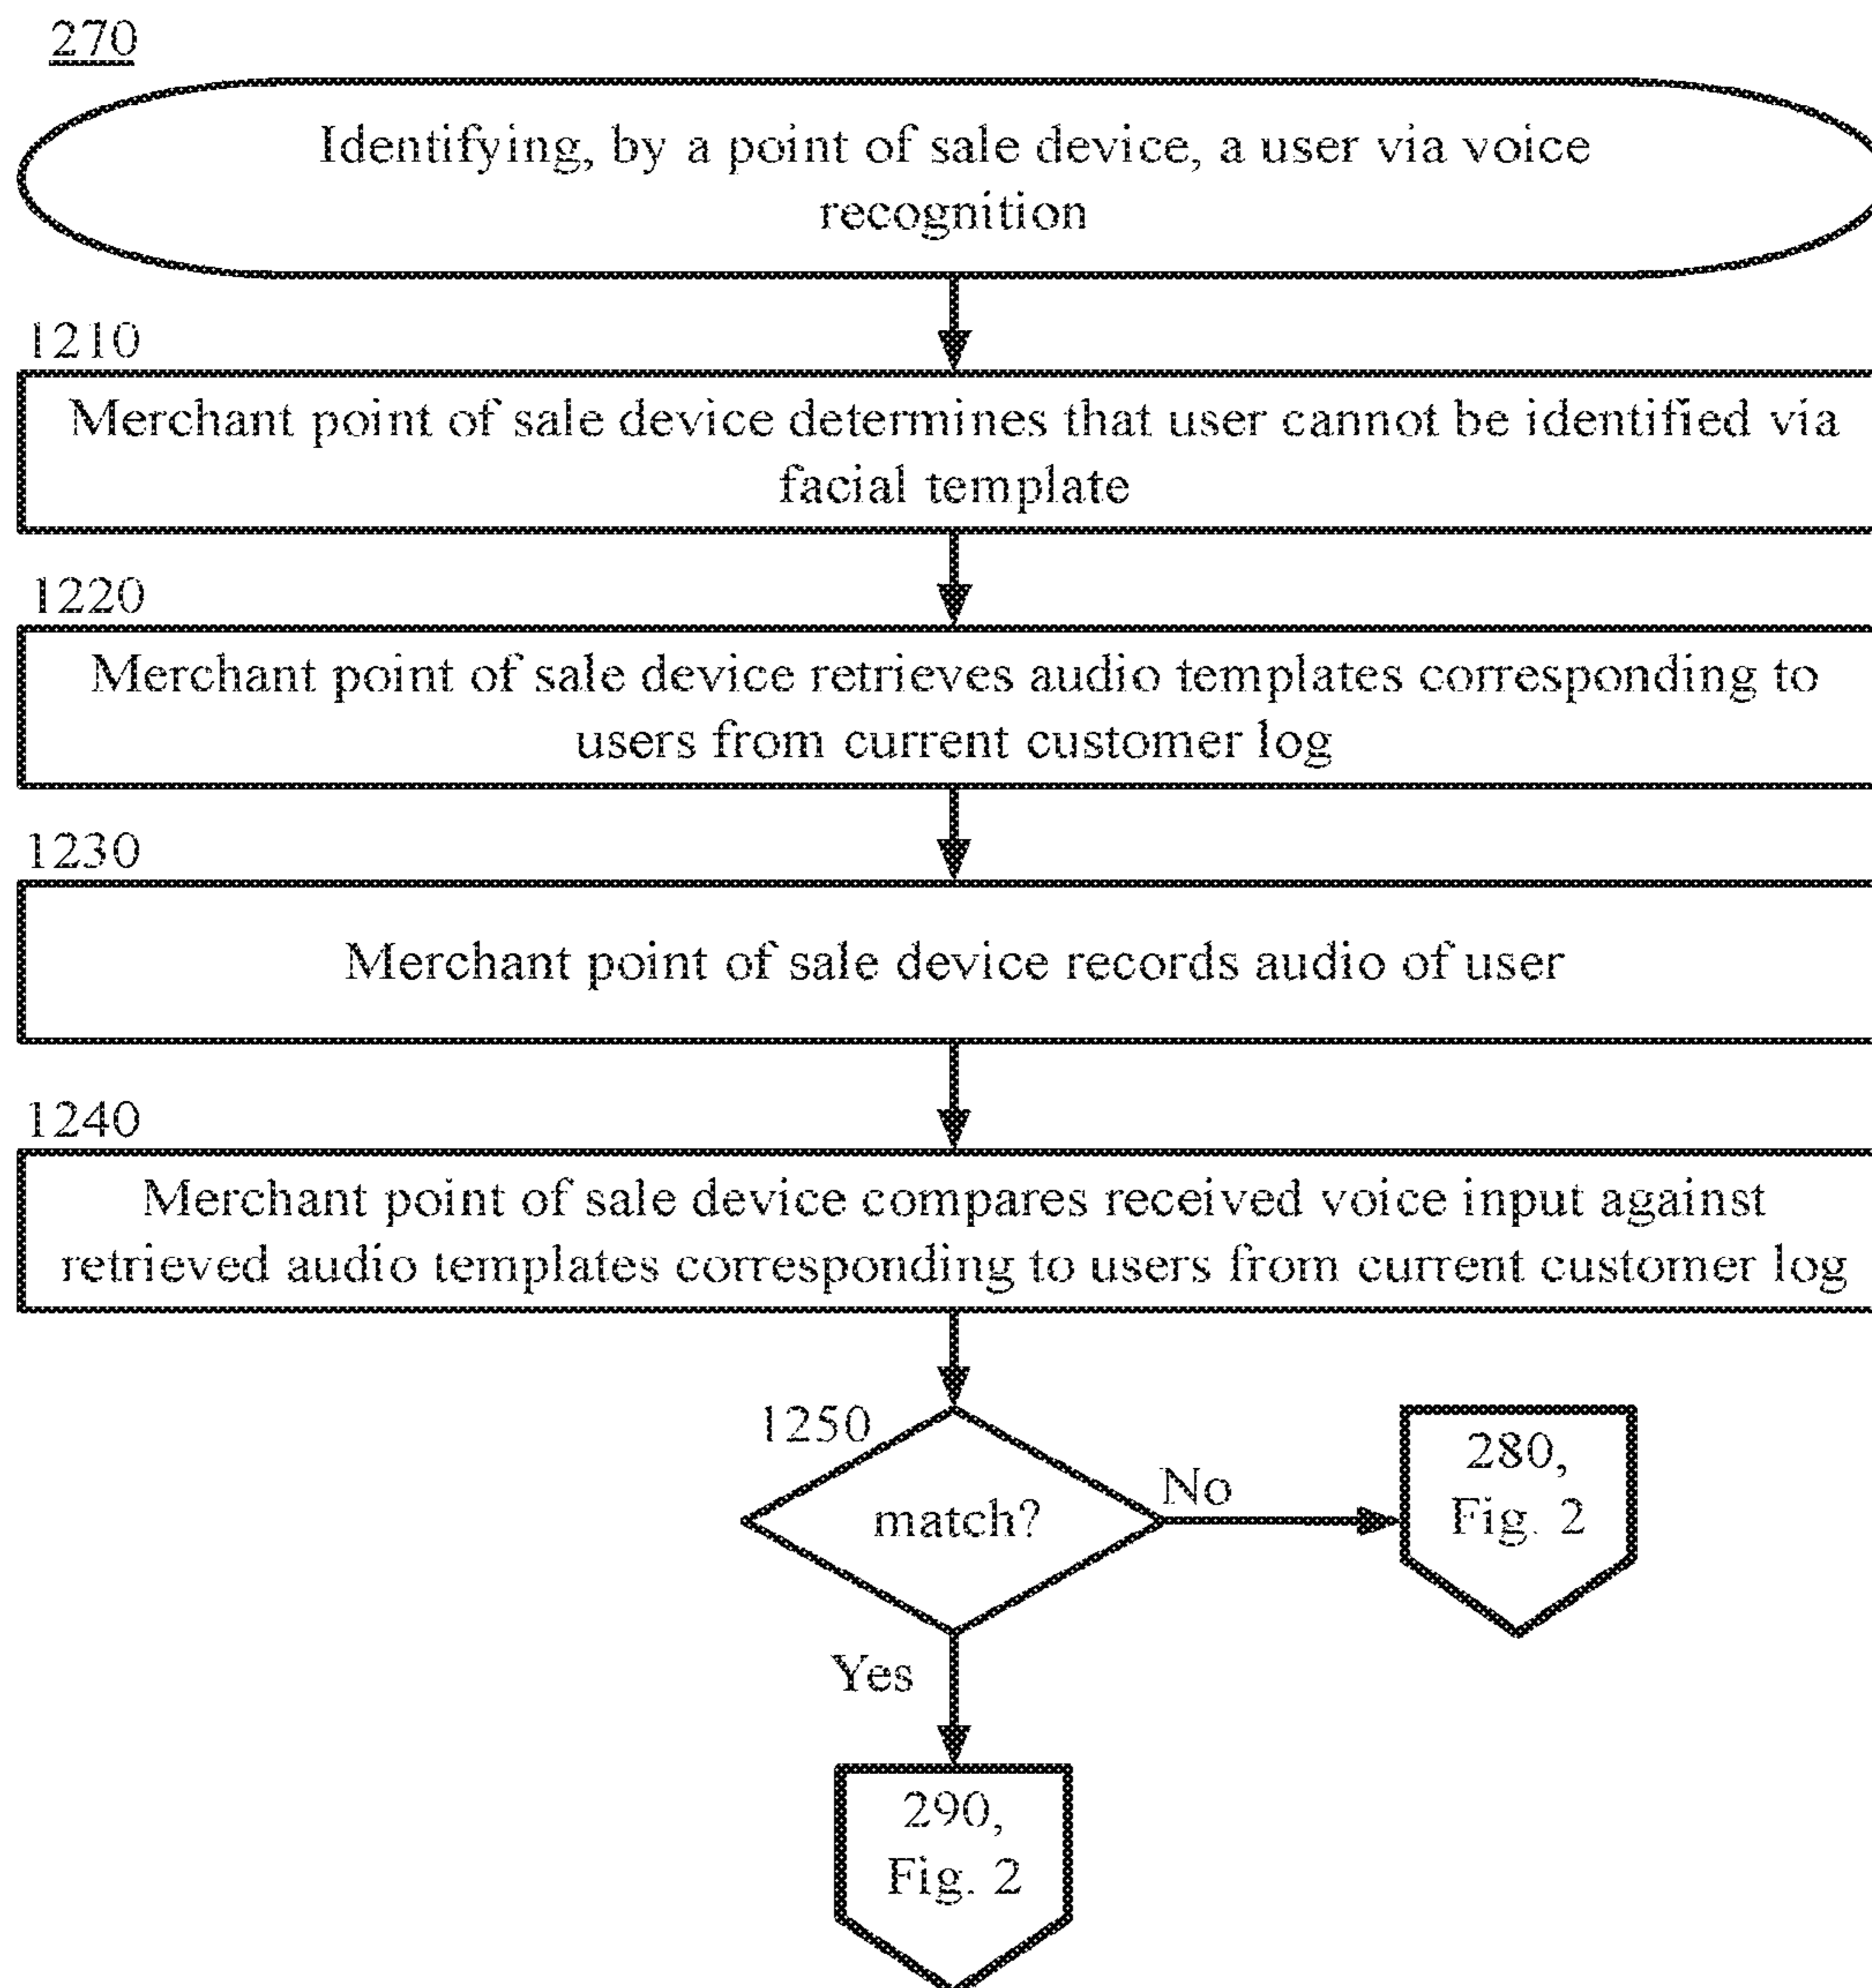 270
Identifying, by a point of sale device, a user via voice
recognition
1210
Merchant point of sale device determines that user cannot be identified via
facial template
1220
Merchant point of sale device retrieves audio templates corresponding to
users from current customer log
1230
Merchant point of sale device records audio of user
1240
Merchant point of sale device compares received voice input against
retrieved audio templates corresponding to users from current customer log
1250
match?
No
280,
Fig. 2
Yes
290,
Fig. 2